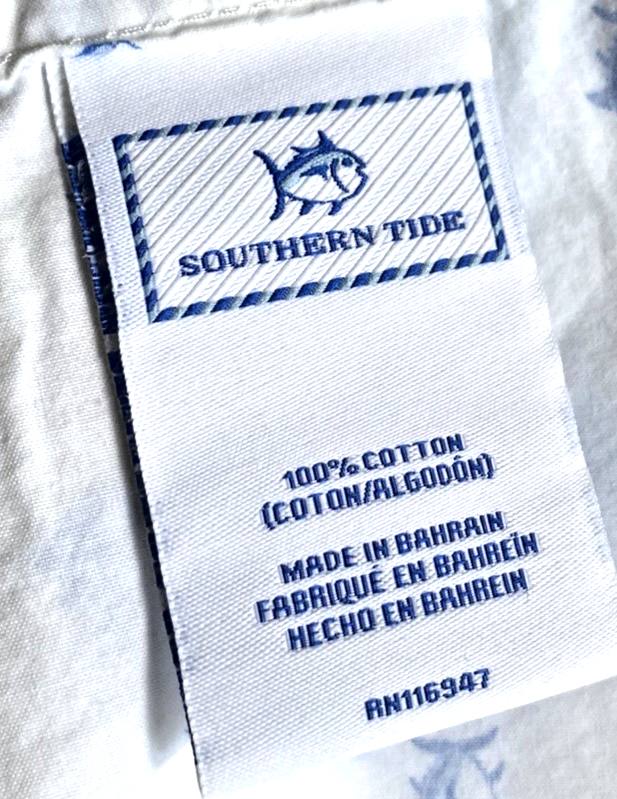 SOUTHERN TIDE
100% COTTON
(COTON/ALGODÓN)
MADE IN BAHRAIN
FABRIQUÉ EN BAHREÏN
HECHO EN BAHREIN
RN116947